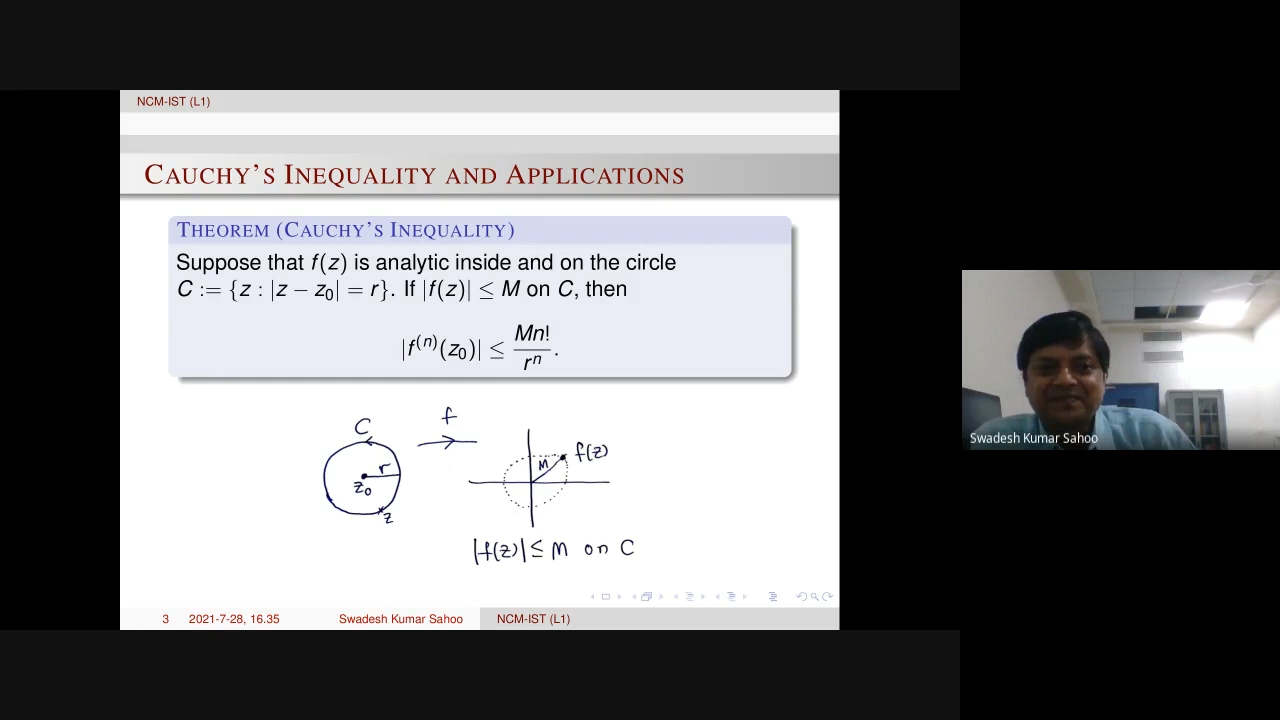 NCM-IST (L1)
CAUCHY'S INEQUALITY AND APPLICATIONS
THEOREM (CAUCHY'S INEQUALITY)
Suppose that f(z) is analytic inside and on the circle
C := {z : |z − z₀| = r}. If |f(z)| ≤ M on C, then
|f⁽ⁿ⁾(z₀)| ≤ Mn!/rⁿ.
C
f
r
z₀
z
M
f(z)
|f(z)| ≤ M on C
3 2021-7-28, 16.35 Swadesh Kumar Sahoo NCM-IST (L1)
Swadesh Kumar Sahoo